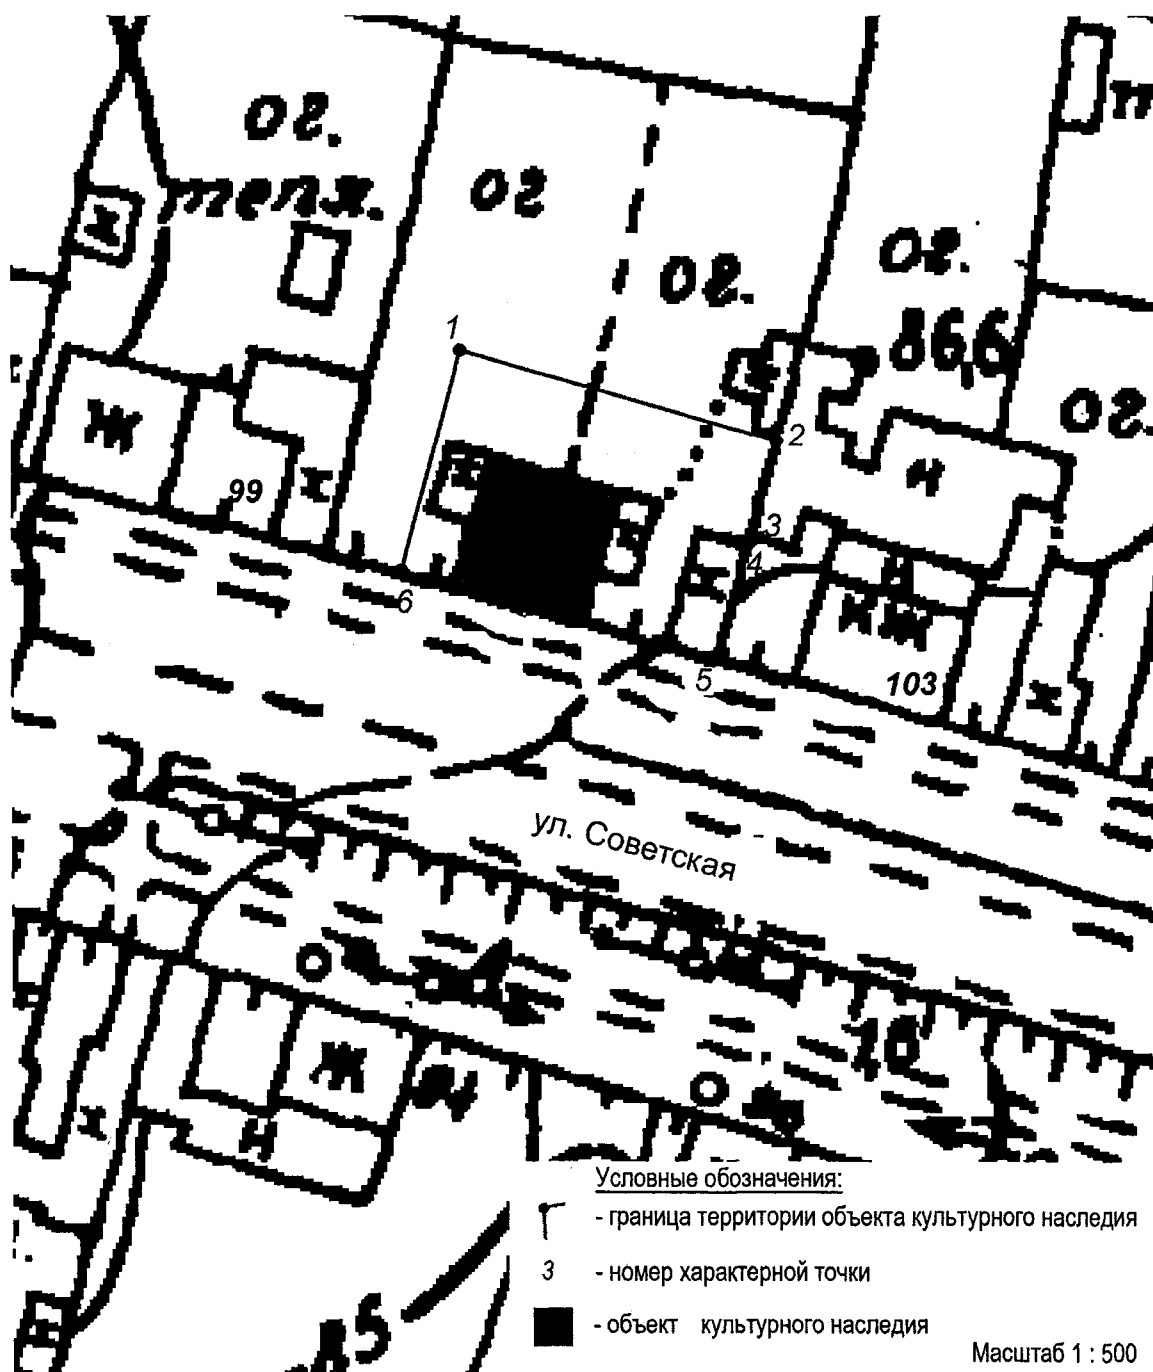 ог.
ог
тепл.
ог.
ог.
86,6
ог.
1
2
3
4
5
6
Ж
99
Н
Н
КЖ
103
ул. Советская
Ж
Н
Условные обозначения:
- граница территории объекта культурного наследия
3 - номер характерной точки
- объект культурного наследия
85
Масштаб 1 : 500